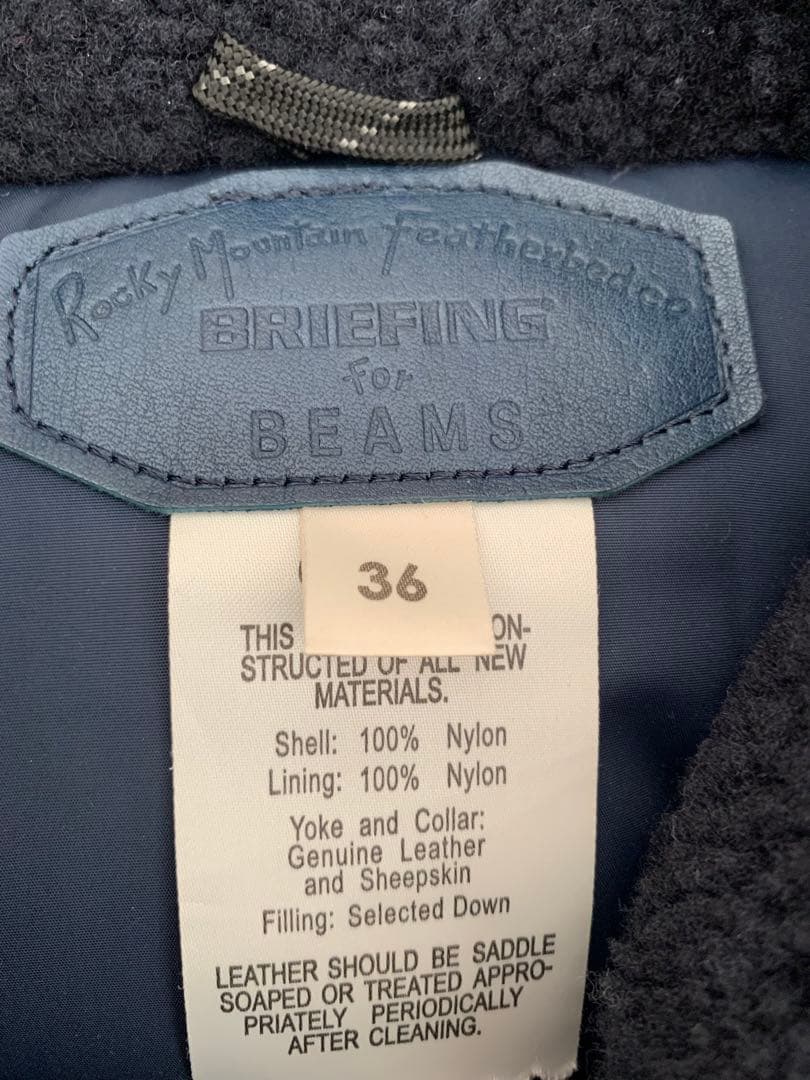 Rocky Mountain Featherbed co
BRIEFING®
for
BEAMS
36
THIS ON-
STRUCTED OF ALL NEW
MATERIALS.
Shell: 100% Nylon
Lining: 100% Nylon
Yoke and Collar:
Genuine Leather
and Sheepskin
Filling: Selected Down
LEATHER SHOULD BE SADDLE
SOAPED OR TREATED APPRO-
PRIATELY PERIODICALLY
AFTER CLEANING.